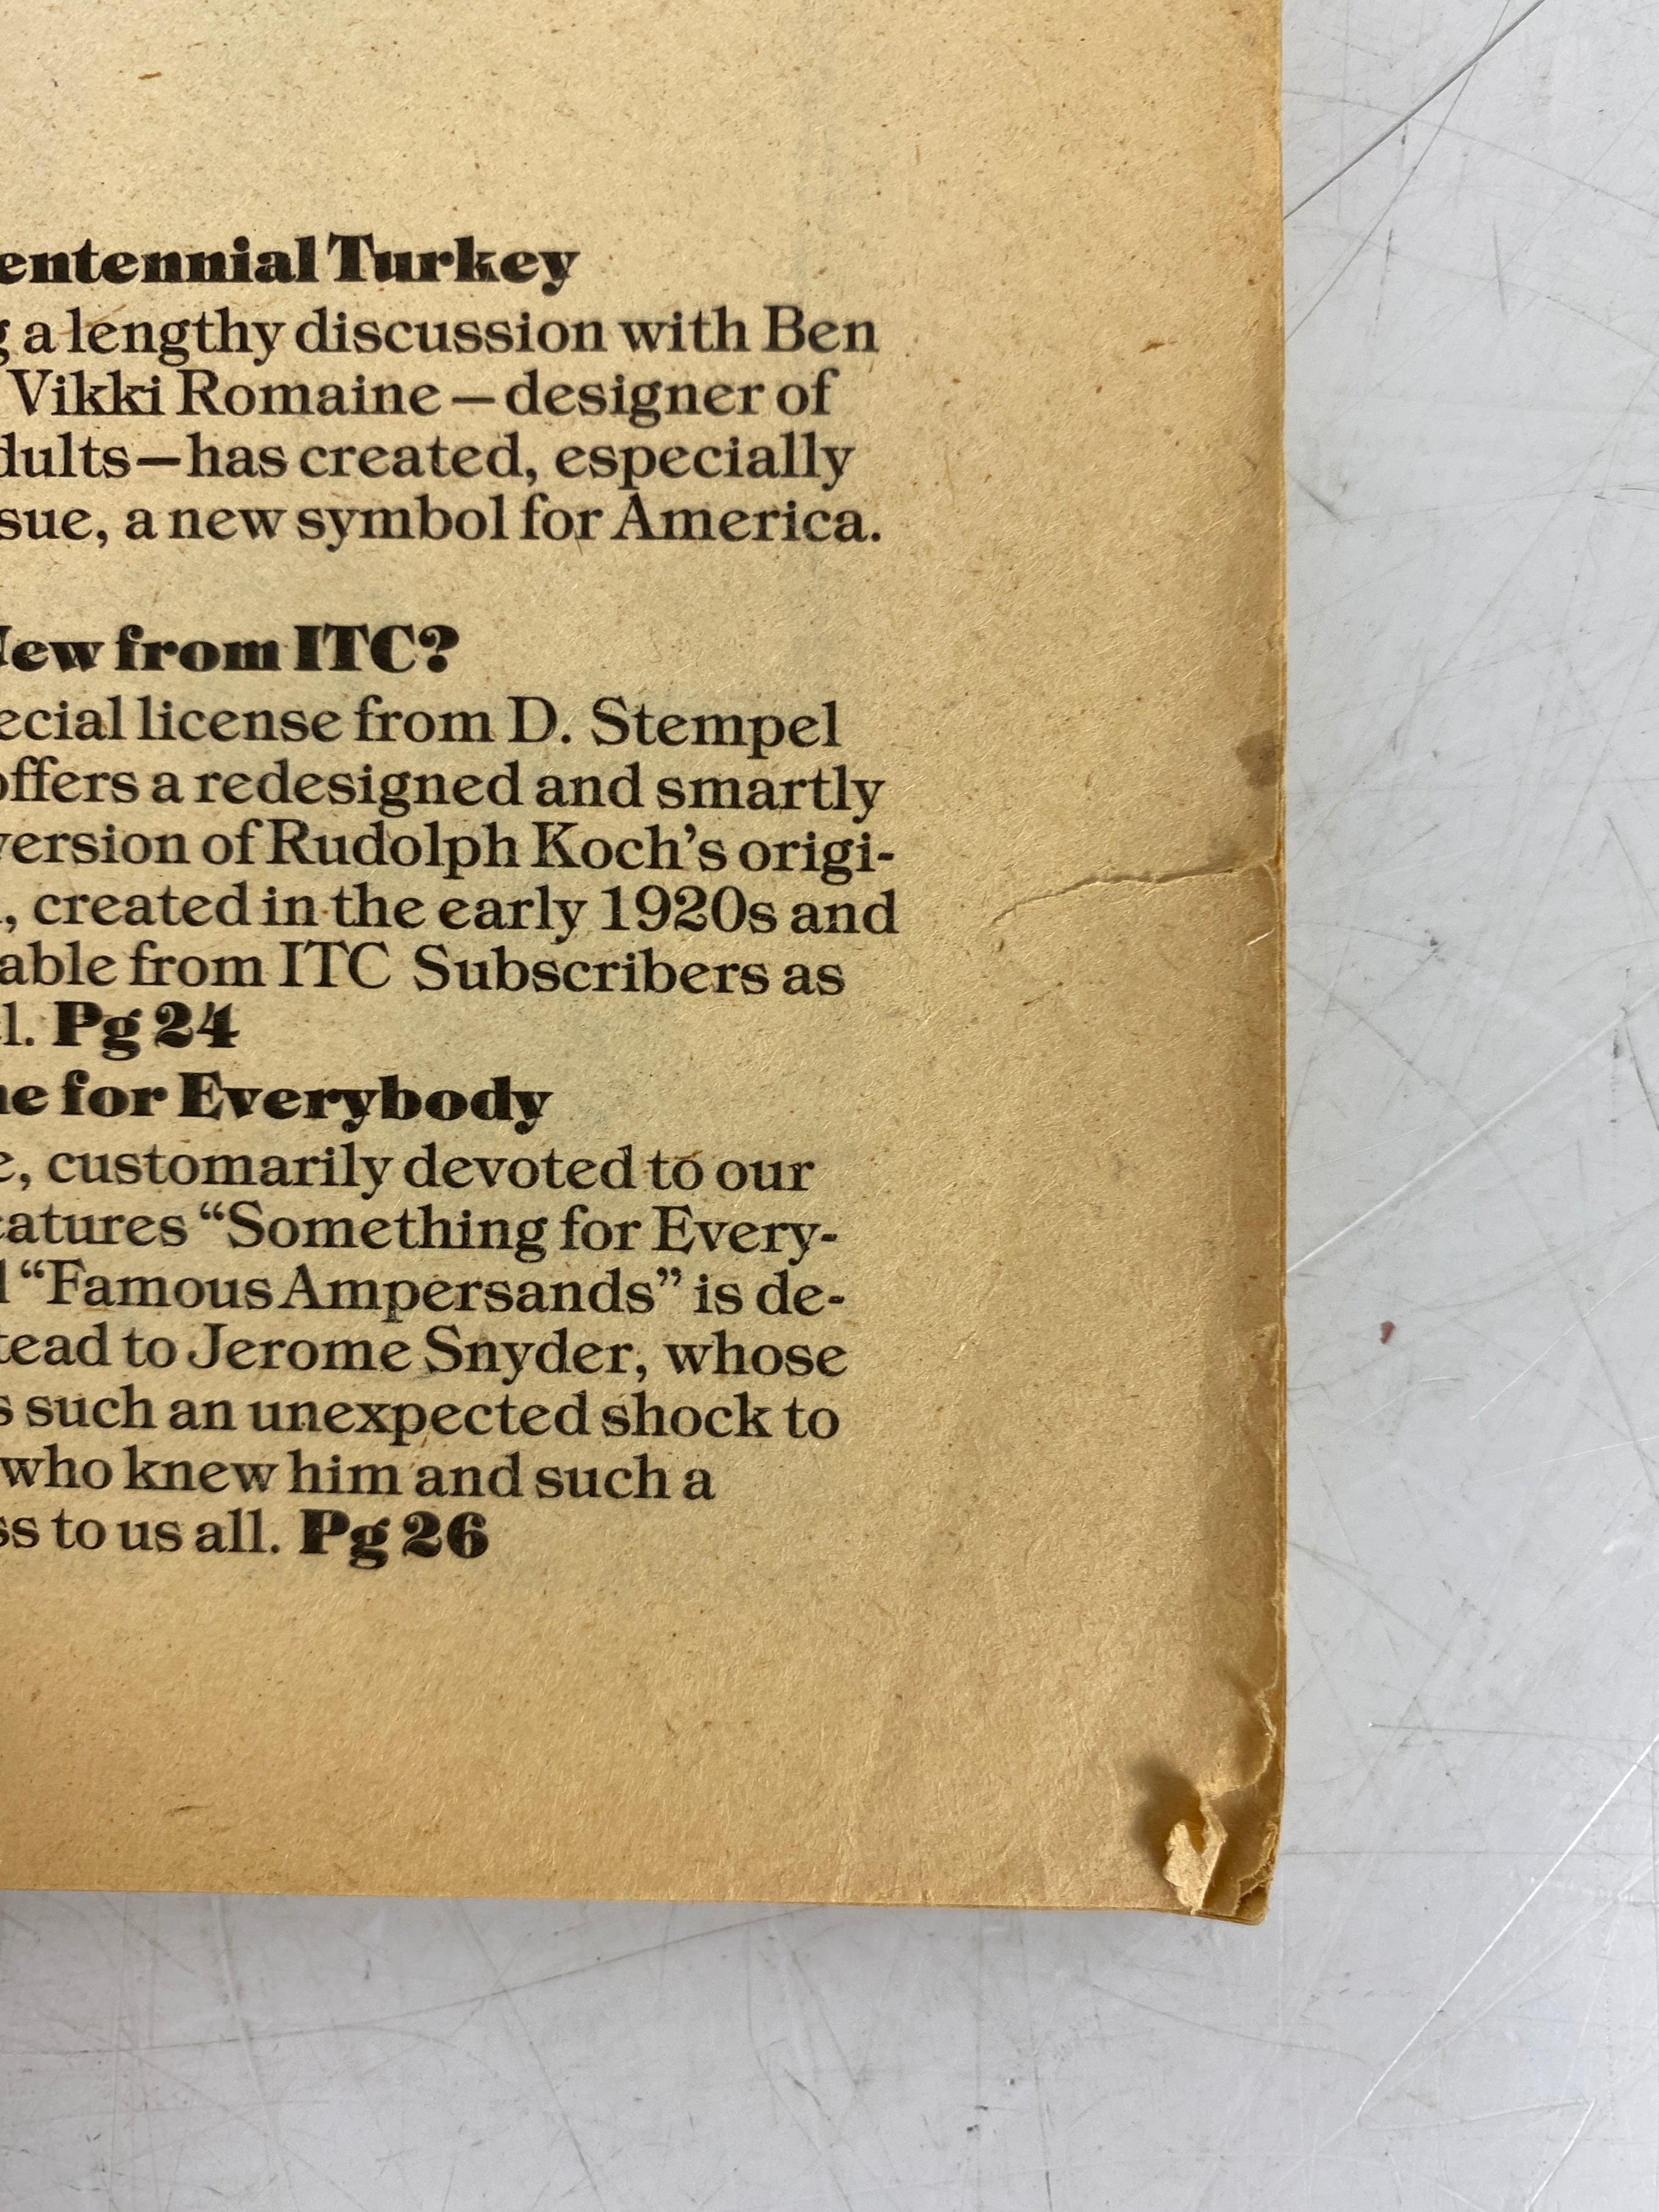 entennial Turkey
g a lengthy discussion with Ben
Vikki Romaine—designer of
dults—has created, especially
sue, a new symbol for America.
New from ITC?
ecial license from D. Stempel
offers a redesigned and smartly
version of Rudolph Koch's origi-
, created in the early 1920s and
able from ITC Subscribers as
l. Pg 24
e for Everybody
e, customarily devoted to our
eatures “Something for Every-
“Famous Ampersands” is de-
tead to Jerome Snyder, whose
s such an unexpected shock to
who knew him and such a
ss to us all. Pg 26